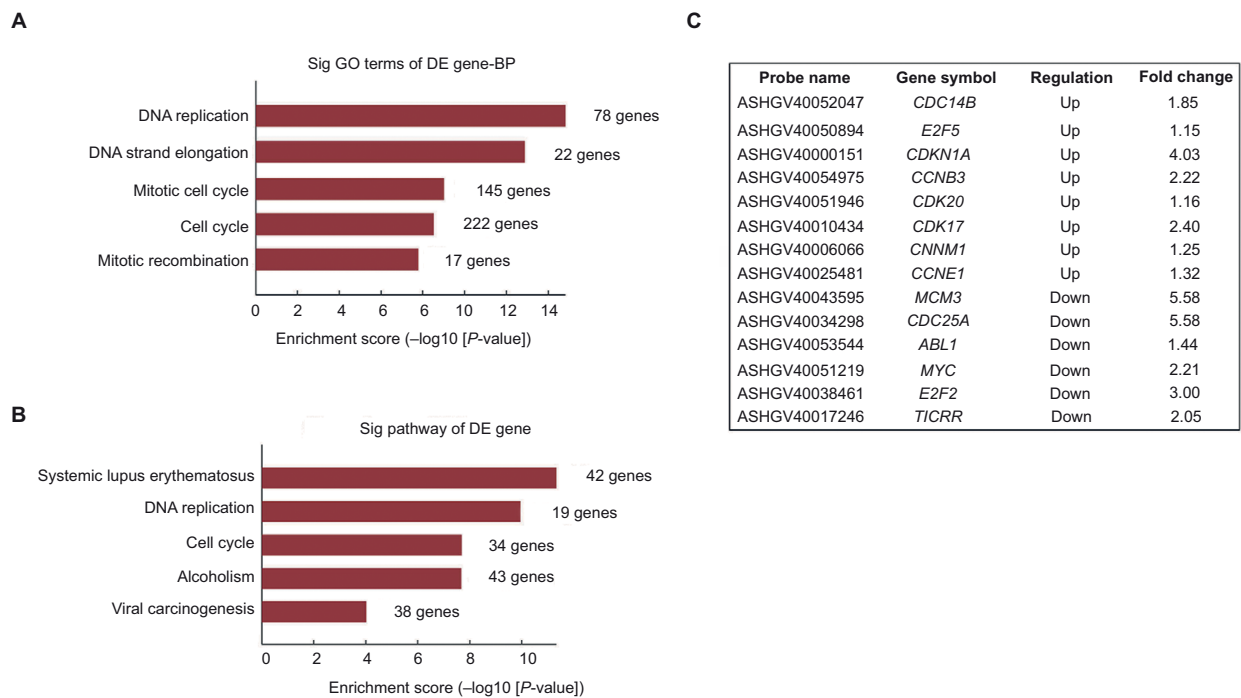 A
Sig GO terms of DE gene-BP
DNA replication 78 genes
DNA strand elongation 22 genes
Mitotic cell cycle 145 genes
Cell cycle 222 genes
Mitotic recombination 17 genes
0 2 4 6 8 6 12 14
Enrichment score (–log10 [P-value])
B
Sig pathway of DE gene
Systemic lupus erythematosus 42 genes
DNA replication 19 genes
Cell cycle 34 genes
Alcoholism 43 genes
Viral carcinogenesis 38 genes
0 2 4 6 8 10
Enrichment score (–log10 [P-value])
C
Probe name Gene symbol Regulation Fold change
ASHGV40052047 CDC14B Up 1.85
ASHGV40050894 E2F5 Up 1.15
ASHGV40000151 CDKN1A Up 4.03
ASHGV40054975 CCNB3 Up 2.22
ASHGV40051946 CDK20 Up 1.16
ASHGV40010434 CDK17 Up 2.40
ASHGV40006066 CNNM1 Up 1.25
ASHGV40025481 CCNE1 Up 1.32
ASHGV40043595 MCM3 Down 5.58
ASHGV40034298 CDC25A Down 5.58
ASHGV40053544 ABL1 Down 1.44
ASHGV40051219 MYC Down 2.21
ASHGV40038461 E2F2 Down 3.00
ASHGV40017246 TICRR Down 2.05